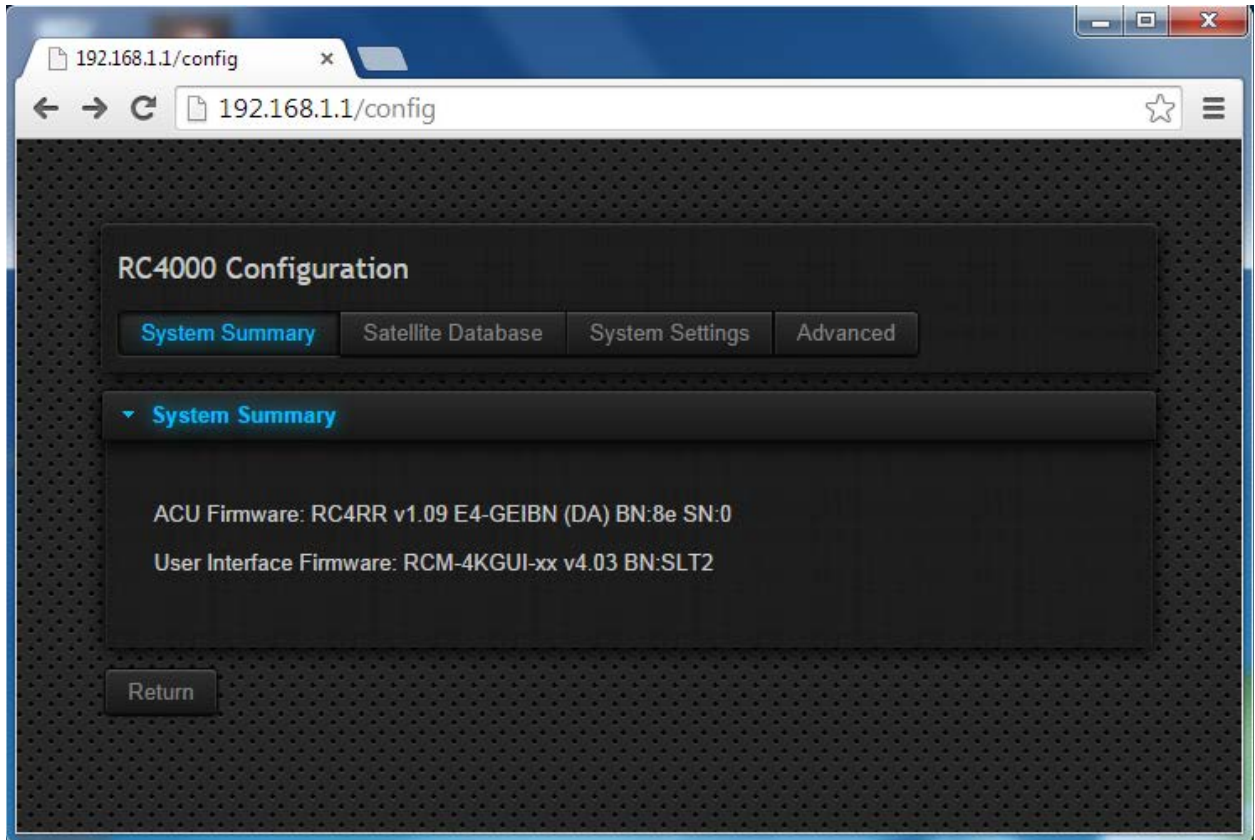 192.168.1.1/config
192.168.1.1/config
RC4000 Configuration
System Summary Satellite Database System Settings Advanced
System Summary
ACU Firmware: RC4RR v1.09 E4-GEIBN (DA) BN:8e SN:0
User Interface Firmware: RCM-4KGUI-xx v4.03 BN:SLT2
Return